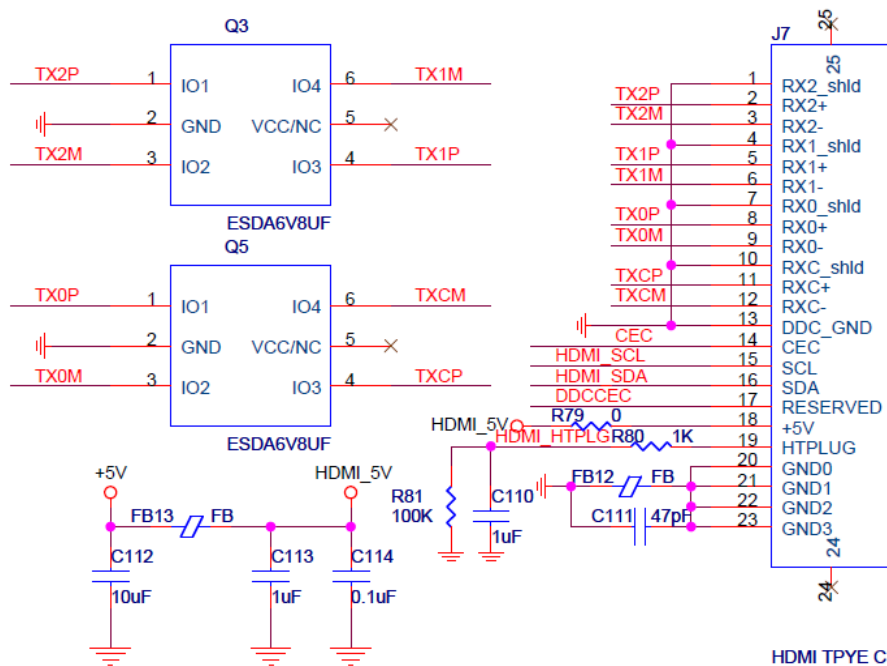 Q3
TX2P 1 IO1 IO4 6 TX1M
2 GND VCC/NC 5
TX2M 3 IO2 IO3 4 TX1P
ESDA6V8UF
Q5
TX0P 1 IO1 IO4 6 TXCM
2 GND VCC/NC 5
TX0M 3 IO2 IO3 4 TXCP
ESDA6V8UF
+5V
HDMI_5V
FB13 FB
C112
10uF
C113
1uF
C114
0.1uF
J7
25
25
1 RX2_shld
TX2P 2 RX2+
TX2M 3 RX2-
4 RX1_shld
TX1P 5 RX1+
TX1M 6 RX1-
7 RX0_shld
TX0P 8 RX0+
TX0M 9 RX0-
10 RXC_shld
TXCP 11 RXC+
TXCM 12 RXC-
13 DDC_GND
CEC 14 CEC
HDMI_SCL 15 SCL
HDMI_SDA 16 SDA
DDCCEC 17 RESERVED
HDMI_5V R79 0 18 +5V
HDMI_HTPLG R80 1K 19 HTPLUG
20 GND0
FB12 FB 21 GND1
22 GND2
C111 47pF 23 GND3
R81
100K
C110
1uF
24
24
HDMI TPYE C